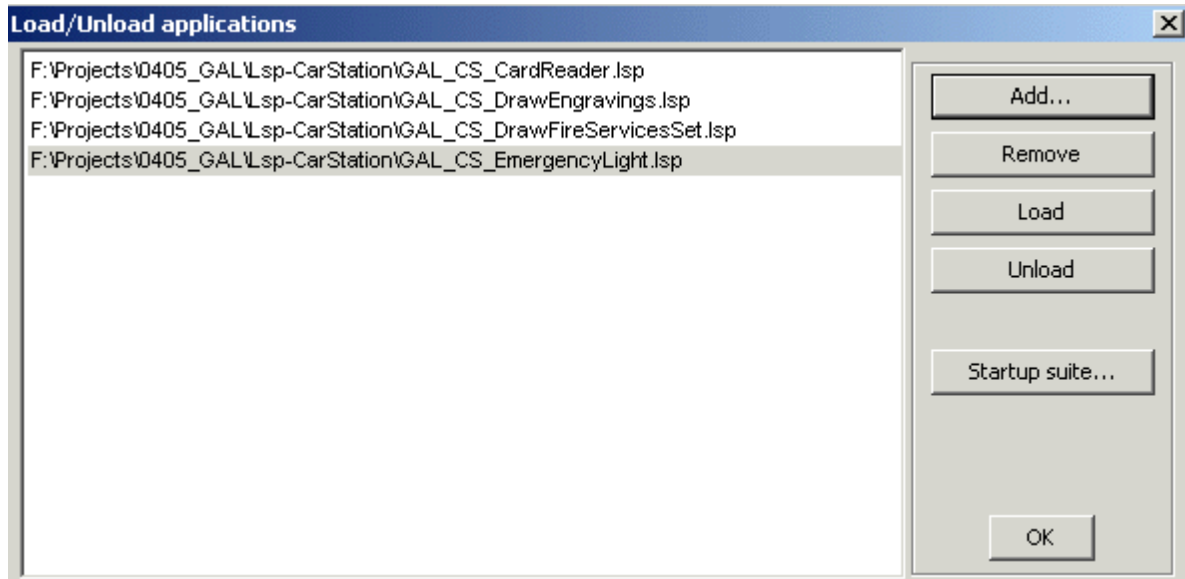 Load/Unload applications
F:\Projects\0405_GAL\Lsp-CarStation\GAL_CS_CardReader.lsp
F:\Projects\0405_GAL\Lsp-CarStation\GAL_CS_DrawEngravings.lsp
F:\Projects\0405_GAL\Lsp-CarStation\GAL_CS_DrawFireServicesSet.lsp
F:\Projects\0405_GAL\Lsp-CarStation\GAL_CS_EmergencyLight.lsp
Add...
Remove
Load
Unload
Startup suite...
OK